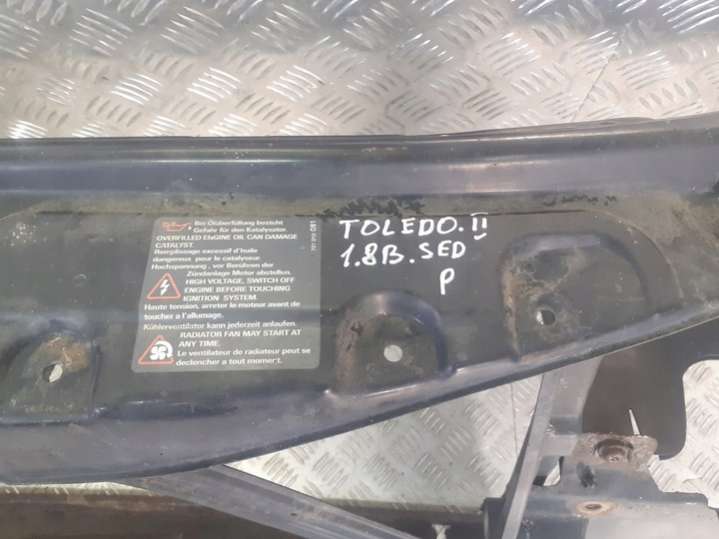 Bei Ölüberfüllung besteht
Gefahr für den Katalysator.
OVERFILLED ENGINE OIL CAN DAMAGE
CATALYST.
Remplissage excessif d'huile
dangereux pour le catalyseur.
Hochspannung, vor Berühren der
Zündanlage Motor abstellen.
HIGH VOLTAGE, SWITCH OFF
ENGINE BEFORE TOUCHING
IGNITION SYSTEM.
Haute tension, arreter le moteur avant de
toucher a l'allumage.
Kühlerventilator kann jederzeit anlaufen.
RADIATOR FAN MAY START AT
ANY TIME.
Le ventilateur de radiateur peut se
declencher a tout moment.
TOLEDO.II
1.8B.SED
P